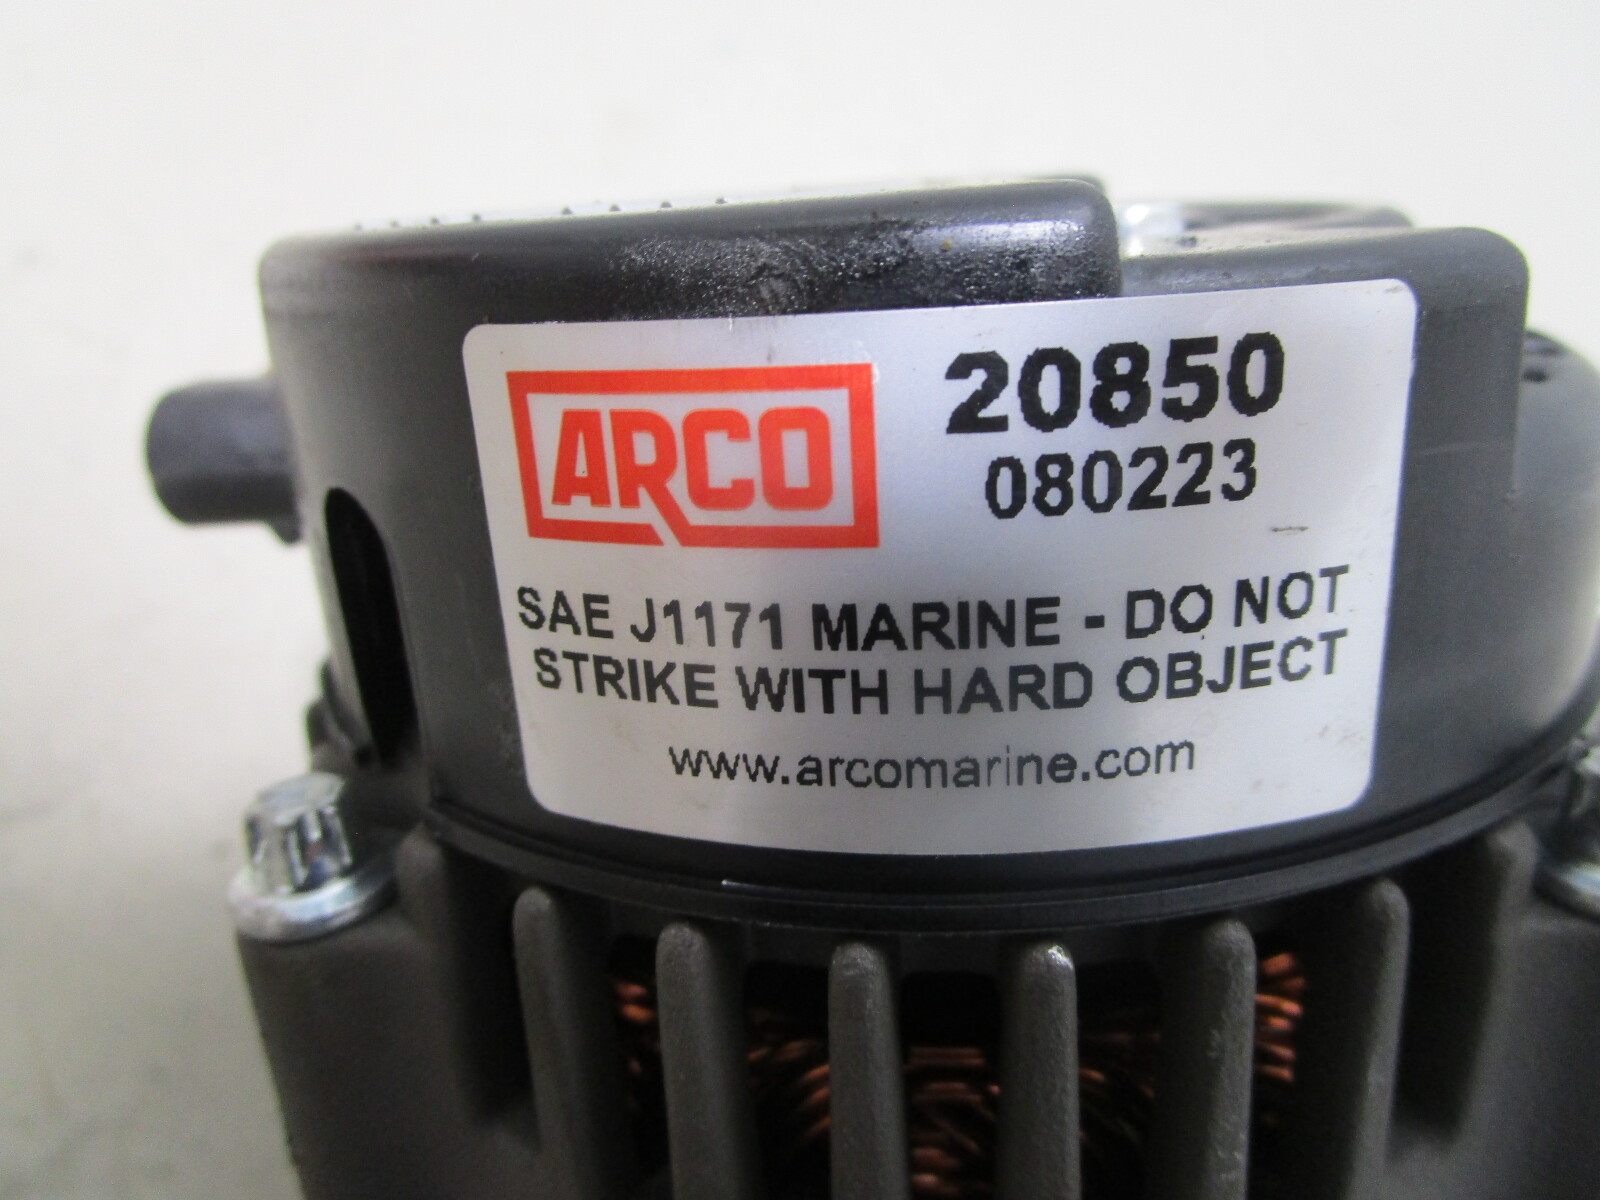 ARCO
20850
080223
SAE J1171 MARINE - DO NOT
STRIKE WITH HARD OBJECT
www.arcomarine.com